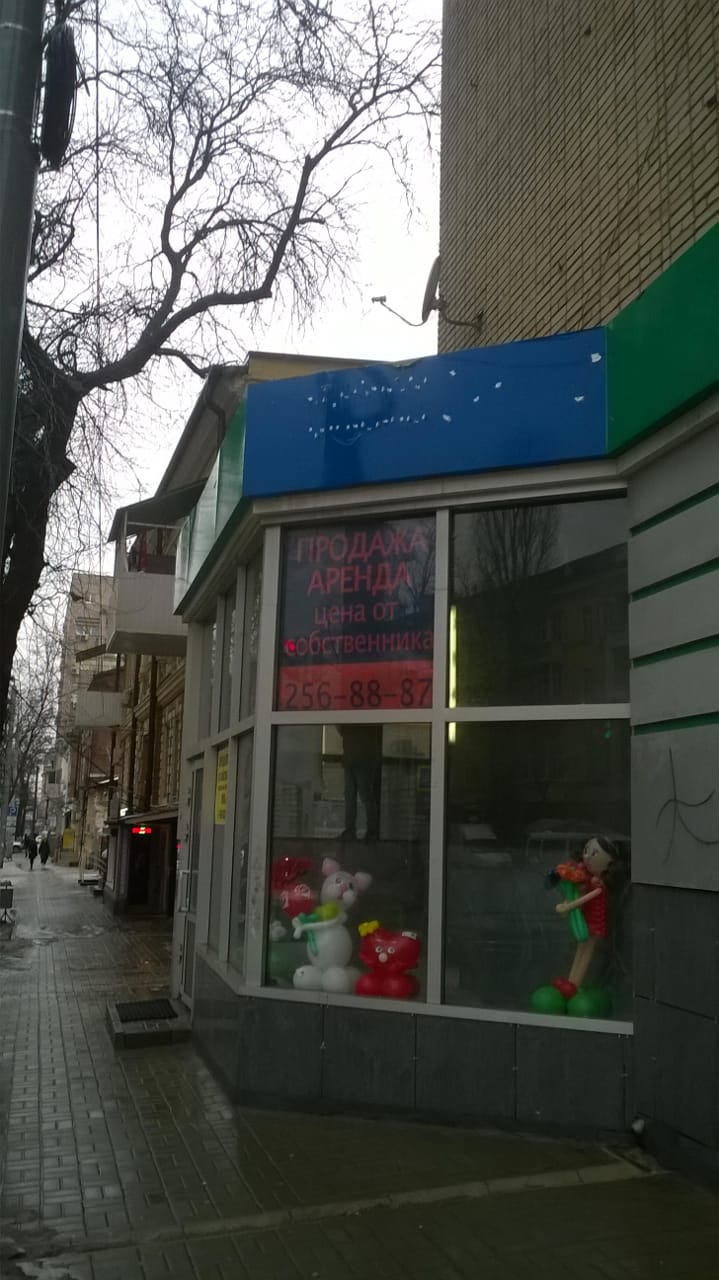 ПРОДАЖА
АРЕНДА
цена от
собственника
256-88-87